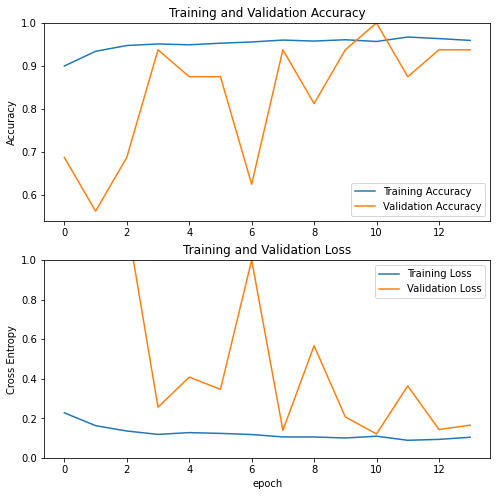 Training and Validation Accuracy
1.0
0.9
0.8
0.7
0.6
Accuracy
Training Accuracy
Validation Accuracy
0 2 4 6 8 10 12
Training and Validation Loss
1.0
0.8
0.6
0.4
0.2
0.0
Cross Entropy
Training Loss
Validation Loss
0 2 4 6 8 10 12
epoch